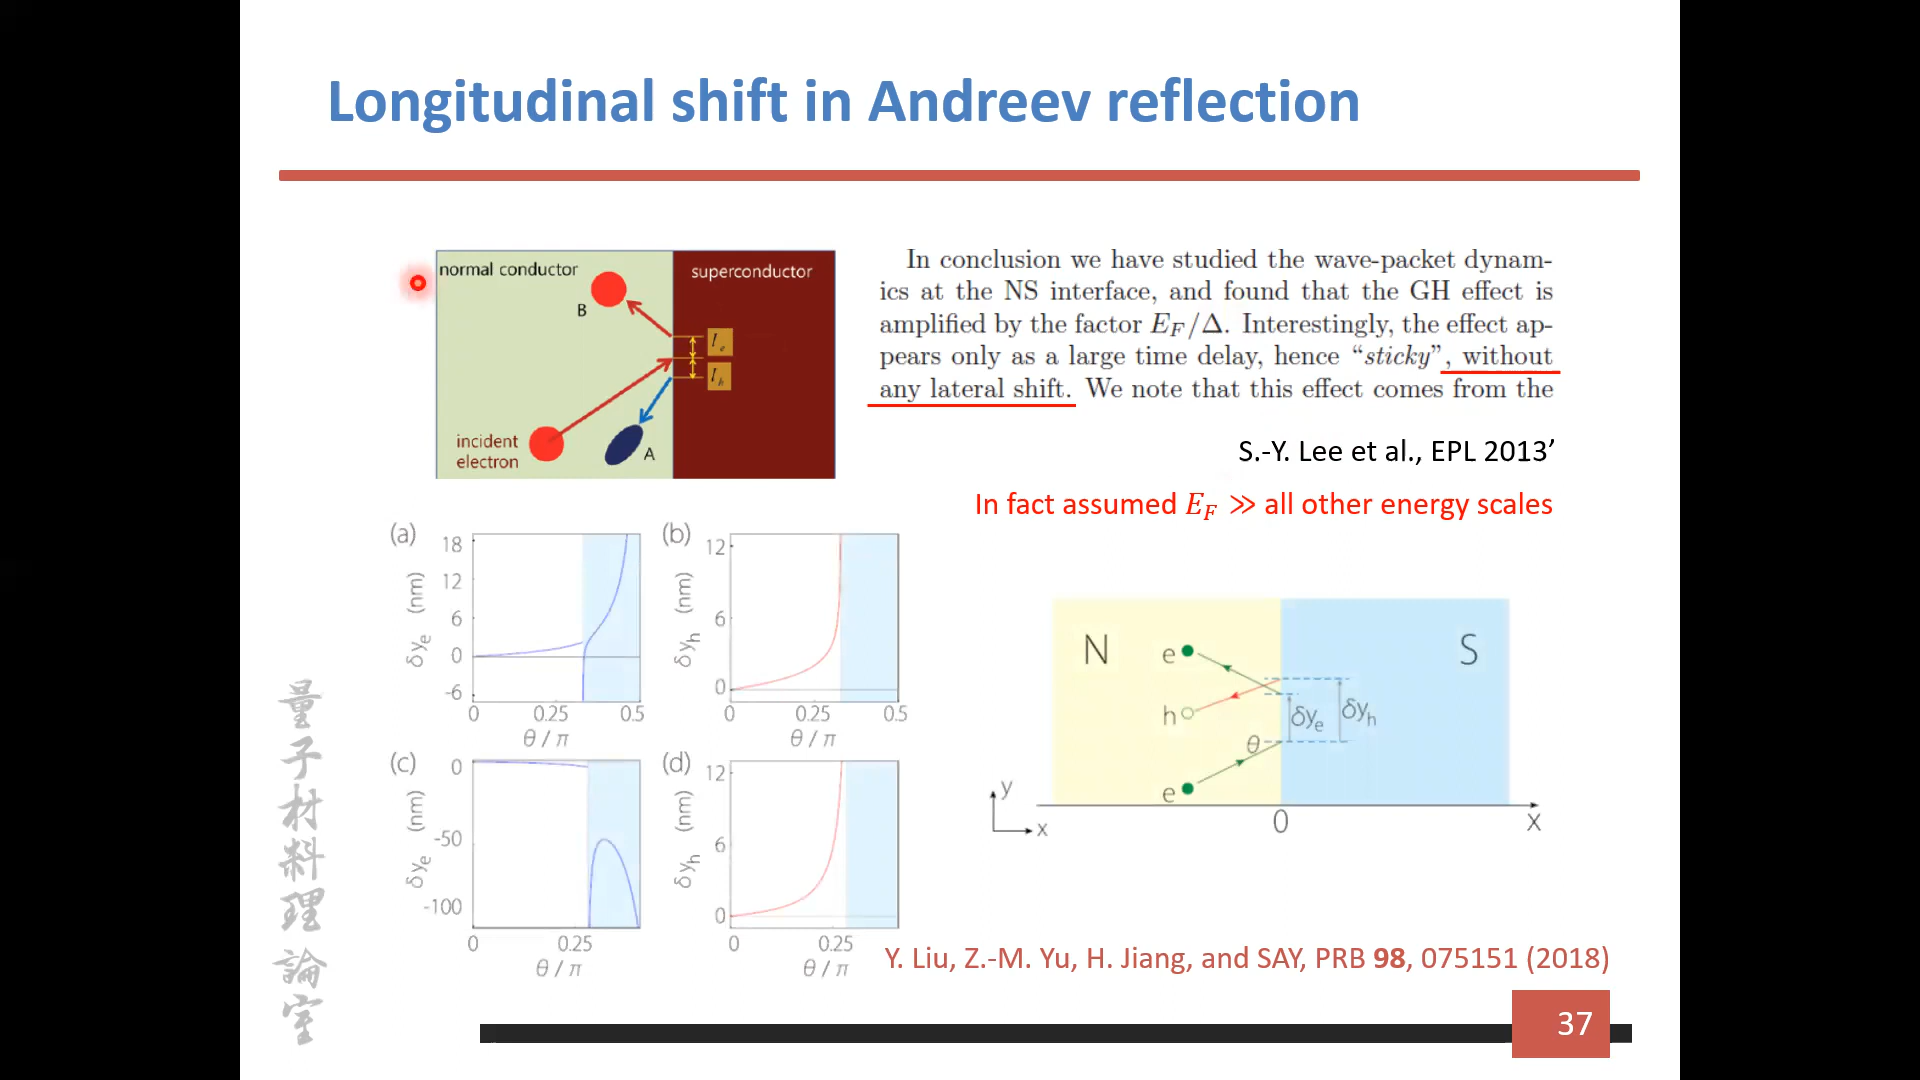 Longitudinal shift in Andreev reflection
normal conductor
superconductor
B
l_e
l_h
incident
electron
A
In conclusion we have studied the wave-packet dynam-
ics at the NS interface, and found that the GH effect is
amplified by the factor E_F/Δ. Interestingly, the effect ap-
pears only as a large time delay, hence “sticky”, without
any lateral shift. We note that this effect comes from the
S.-Y. Lee et al., EPL 2013’
In fact assumed E_F ≫ all other energy scales
(a)
18
12
6
0
-6
δy_e (nm)
0 0.25 0.5
θ / π
(b)
12
6
0
δy_h (nm)
0 0.25 0.5
θ / π
(c)
0
-50
-100
δy_e (nm)
0 0.25
θ / π
(d)
12
6
0
δy_h (nm)
0 0.25
θ / π
N
S
e
h
δy_e
δy_h
θ
e
y
x
0
X
Y. Liu, Z.-M. Yu, H. Jiang, and SAY, PRB 98, 075151 (2018)
量子材料理論室
37